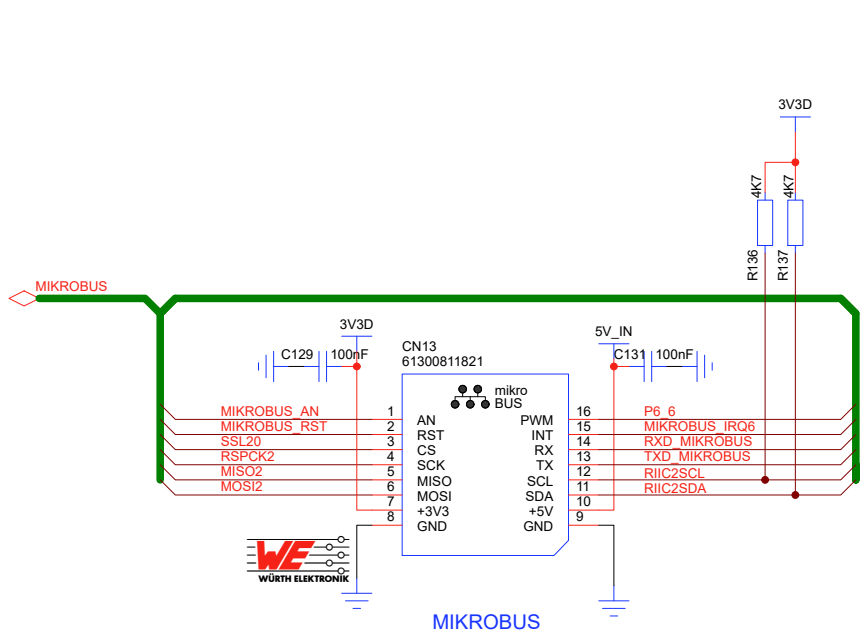 3V3D
4K7
4K7
R136
R137
MIKROBUS
3V3D
C129
100nF
CN13
61300811821
5V_IN
C131
100nF
mikro
BUS
MIKROBUS_AN
1
AN
PWM
16
P6_6
MIKROBUS_RST
2
RST
INT
15
MIKROBUS_IRQ6
SSL20
3
CS
RX
14
RXD_MIKROBUS
RSPCK2
4
SCK
TX
13
TXD_MIKROBUS
MISO2
5
MISO
SCL
12
RIIC2SCL
MOSI2
6
MOSI
SDA
11
RIIC2SDA
7
+3V3
+5V
10
8
GND
GND
9
WE
WÜRTH ELEKTRONIK
MIKROBUS